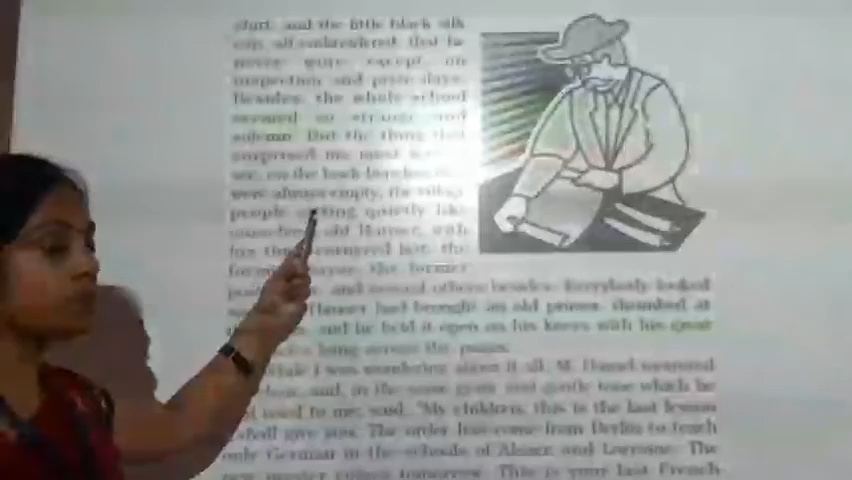 shirt, and the little black silk
cap, all embroidered, that he
never wore except on
inspection and prize days.
Besides, the whole school
seemed so strange and
solemn. But the thing that
surprised me most was to
see, on the back benches that
were always empty, the village
people sitting quietly like
ourselves; old Hauser, with
his three-cornered hat, the
former mayor, the former
and several others besides. Everybody looked
Hauser had brought an old primer, thumbed at
and he held it open on his knees with his great
lying across the pages.
While I was wondering about it all, M. Hamel mounted
chair, and, in the same grave and gentle tone which he
had used to me, said, "My children, this is the last lesson
I shall give you. The order has come from Berlin to teach
only German in the schools of Alsace and Lorraine. The
new master comes tomorrow. This is your last French